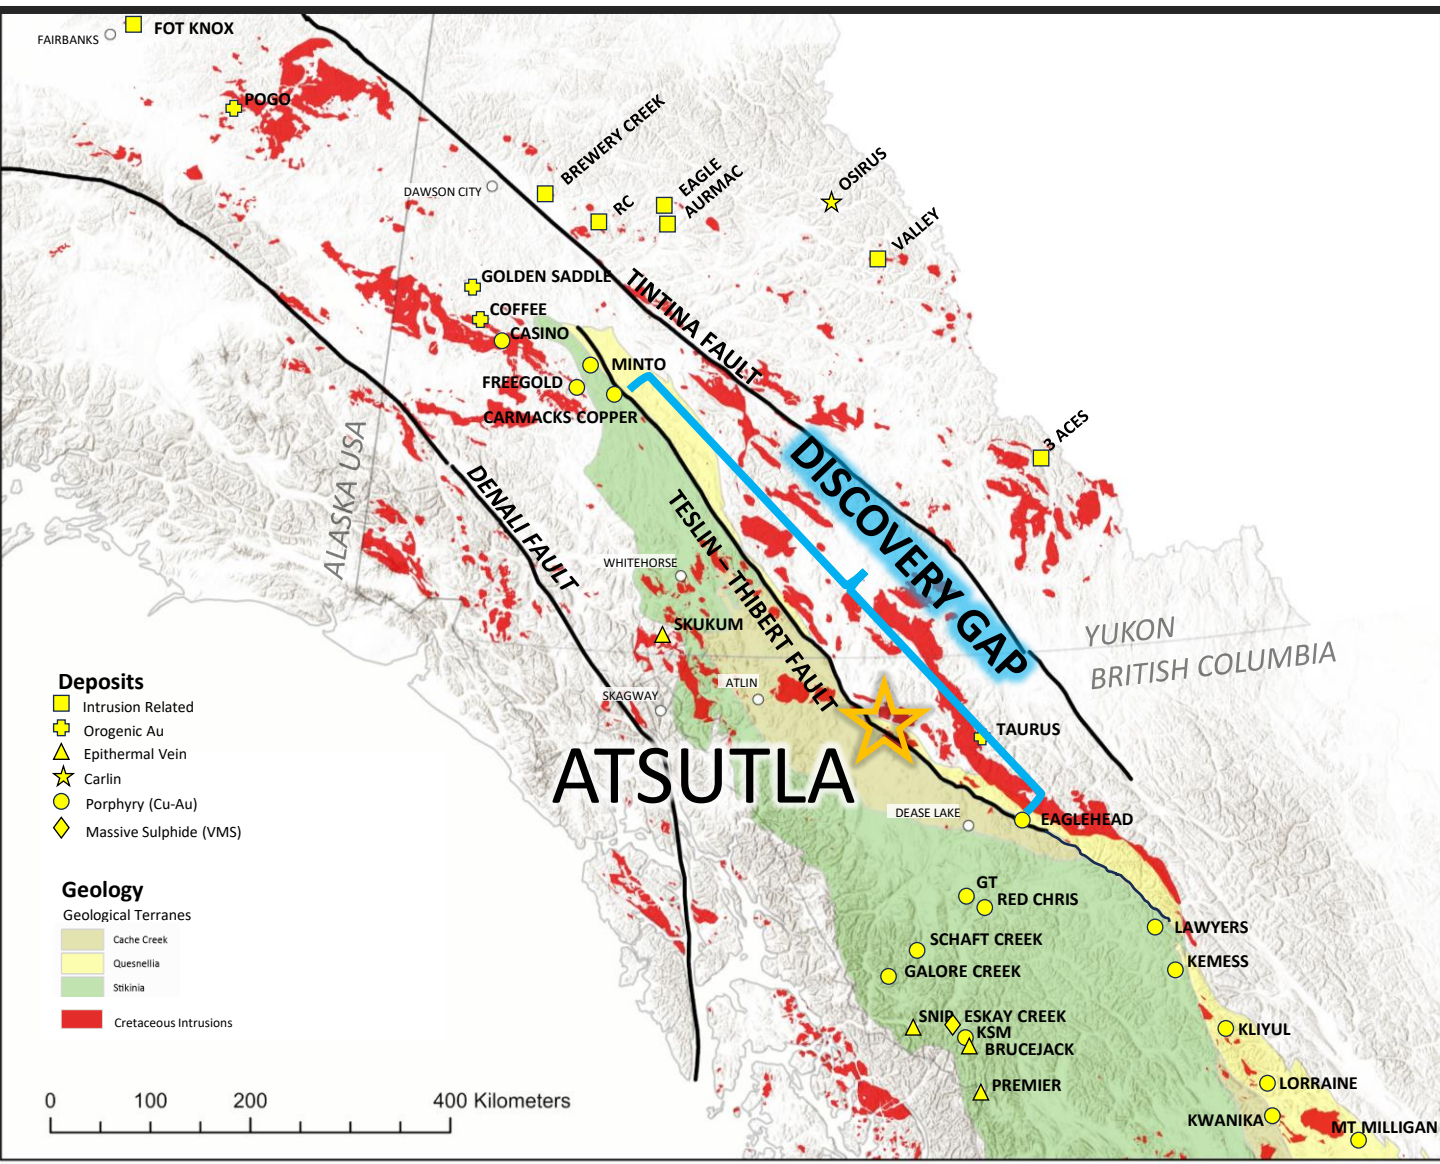 FOT KNOX
FAIRBANKS
POGO
BREWERY CREEK
RC
EAGLE
AURMAC
OSIRUS
DAWSON CITY
VALLEY
GOLDEN SADDLE
COFFEE
CASINO
TINTINA FAULT
MINTO
FREEGOLD
CARMACKS COPPER
3 ACES
ALASKA USA
DENALI FAULT
DISCOVERY GAP
TESLIN – THIBERT FAULT
WHITEHORSE
SKUKUM
YUKON
BRITISH COLUMBIA
ATLIN
SKAGWAY
TAURUS
ATSUTLA
DEASE LAKE
EAGLEHEAD
Deposits
Intrusion Related
Orogenic Au
Epithermal Vein
Carlin
Porphyry (Cu-Au)
Massive Sulphide (VMS)
Geology
Geological Terranes
Cache Creek
Quesnellia
Stikinia
Cretaceous Intrusions
GT
RED CHRIS
LAWYERS
SCHAFT CREEK
KEMESS
GALORE CREEK
SNIP
ESKAY CREEK
KSM
BRUCEJACK
KLIYUL
PREMIER
LORRAINE
KWANIKA
MT MILLIGAN
0 100 200 400 Kilometers